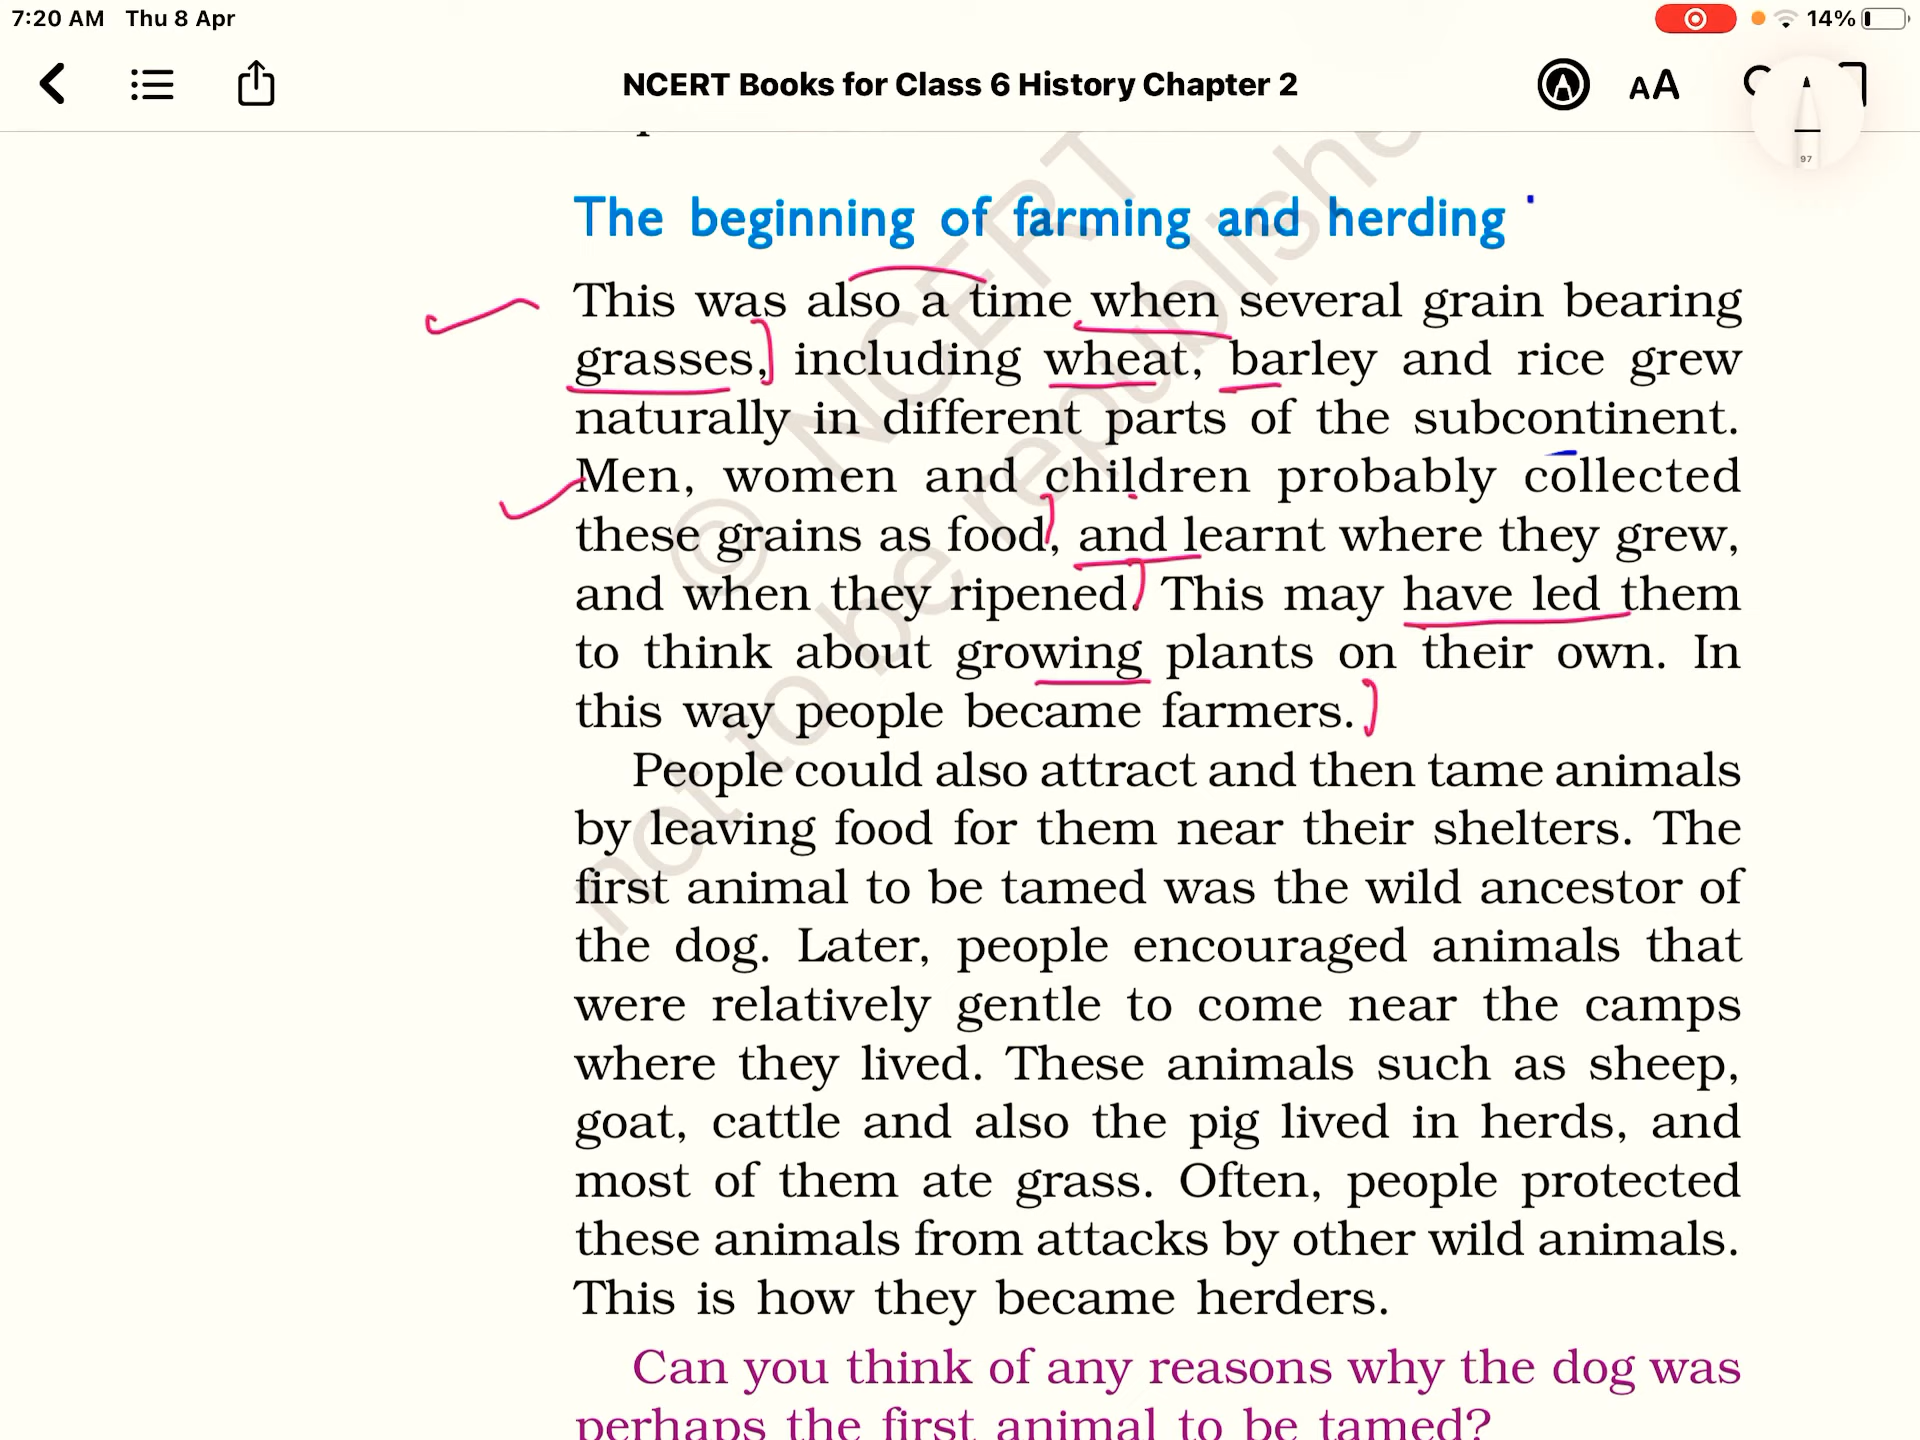 7:20 AM Thu 8 Apr
14%
NCERT Books for Class 6 History Chapter 2
AA
97
The beginning of farming and herding
This was also a time when several grain bearing
grasses, including wheat, barley and rice grew
naturally in different parts of the subcontinent.
Men, women and children probably collected
these grains as food, and learnt where they grew,
and when they ripened. This may have led them
to think about growing plants on their own. In
this way people became farmers.
People could also attract and then tame animals
by leaving food for them near their shelters. The
first animal to be tamed was the wild ancestor of
the dog. Later, people encouraged animals that
were relatively gentle to come near the camps
where they lived. These animals such as sheep,
goat, cattle and also the pig lived in herds, and
most of them ate grass. Often, people protected
these animals from attacks by other wild animals.
This is how they became herders.
Can you think of any reasons why the dog was
perhaps the first animal to be tamed?
© NCERT
not to be republishe